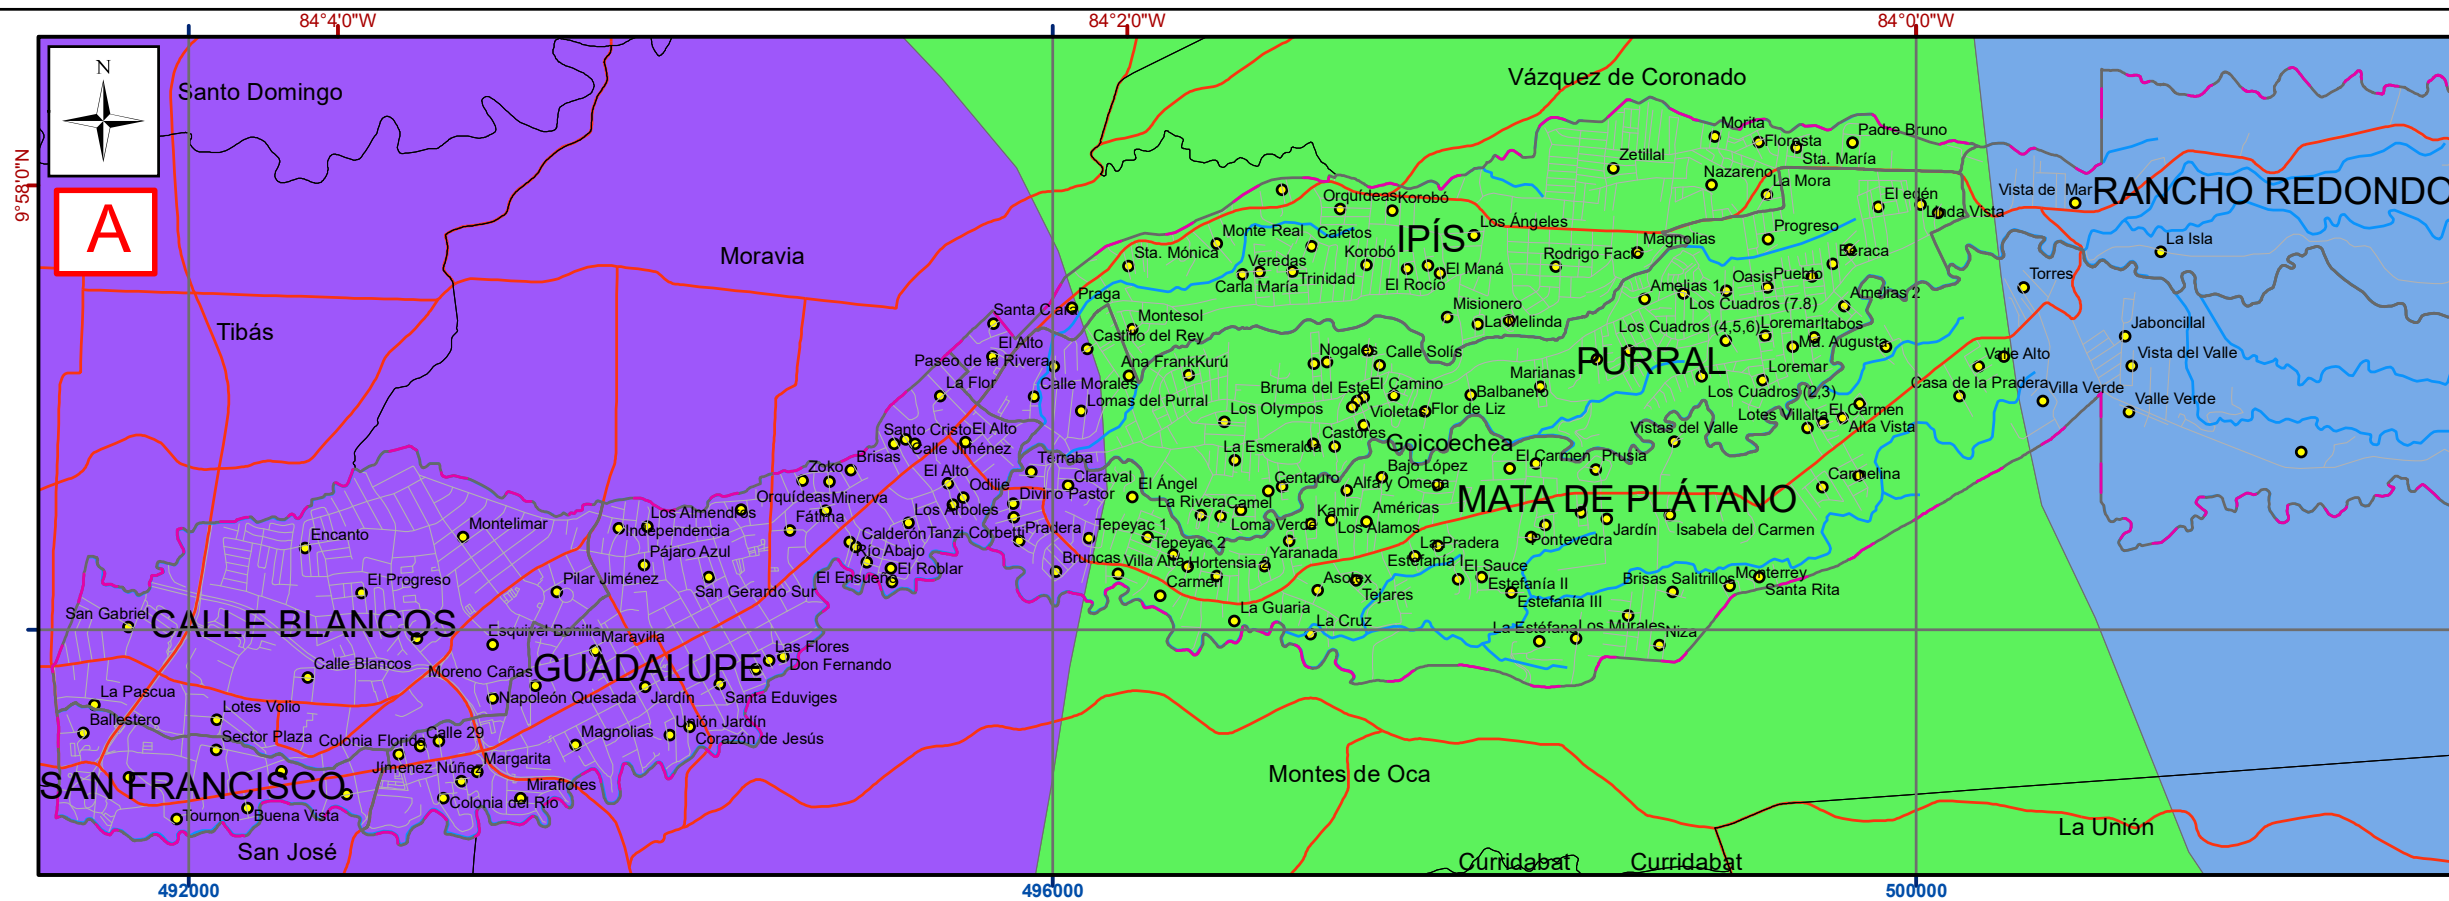 84°4'0"W
84°2'0"W
84°0'0"W
9°58'0"N
N
A
Santo Domingo
Vázquez de Coronado
Morita
Floresta
Padre Bruno
Sta. María
Zetillal
Nazareno
La Mora
El edén
Linda Vista
Vista de Mar
RANCHO REDONDO
Orquídeas
Korobó
IPÍS
Los Ángeles
Monte Real
Cafetos
Progreso
Moravia
Sta. Mónica
Veredas
Korobó
Rodrigo Facio
Magnolias
Beraca
La Isla
Carla María
Trinidad
El Rocío
El Maná
Oasis
Pueblo
Torres
Amelias 1
Amelias 2
Praga
Santa Clara
Misionero
Los Cuadros (7.8)
Tibás
Montesol
La Melinda
Los Cuadros (4,5,6)
Loremar
Itabos
Jaboncillal
Castillo del Rey
El Alto
Ma. Augusta
Paseo de la Rivera
Ana Frank
Kurú
Nogales
Calle Solís
PURRAL
Valle Alto
Vista del Valle
La Flor
Calle Morales
Bruma del Este
El Camino
Marianas
Loremar
Casa de la Pradera
Villa Verde
Balbanero
Los Cuadros (2,3)
Valle Verde
Lomas del Purral
Los Olympos
Violetas
Flor de Liz
Lotes Villalta
El Carmen
Santo Cristo
El Alto
Castores
Goicoechea
Vistas del Valle
Alta Vista
Calle Jiménez
La Esmeralda
Zoko
Brisas
Térraba
El Carmen
Prusia
El Alto
Claraval
El Ángel
Centauro
Bajo López
Carmelina
Odilie
Alfa y Omega
Orquídeas
Minerva
Divino Pastor
La Rivera
Camel
MATA DE PLÁTANO
Los Almendros
Fátima
Los Árboles
Kamir
Américas
Independencia
Montelimar
Encanto
Calderón
Tanzi Corbetti
Pradera
Tepeyac 1
Loma Verde
Los Alamos
Jardín
Isabela del Carmen
Pájaro Azul
Río Abajo
Tepeyac 2
Yaranada
La Pradera
Pontevedra
El Progreso
Pilar Jiménez
El Ensueño
El Roblar
Bruncas
Villa Alta
Hortensia 2
Estefanía I
El Sauce
San Gerardo Sur
Carmen
Asotex
Estefanía II
Brisas Salitrillos
Monterrey
Tejares
Santa Rita
San Gabriel
CALLE BLANCOS
La Guaria
Estefanía III
La Cruz
Esquivel Bonilla
Maravilla
La Estéfana
Los Murales
Niza
Las Flores
Calle Blancos
Moreno Cañas
GUADALUPE
Don Fernando
La Pascua
Napoleón Quesada
Jardín
Santa Eduviges
Ballestero
Lotes Volio
Unión Jardín
Sector Plaza
Colonia Florida
Calle 29
Magnolias
Corazón de Jesús
Jímenez Núñez
Margarita
Montes de Oca
SAN FRANCISCO
Miraflores
Colonia del Río
Tournon
Buena Vista
La Unión
San José
Curridabat
Curridabat
492000
496000
500000